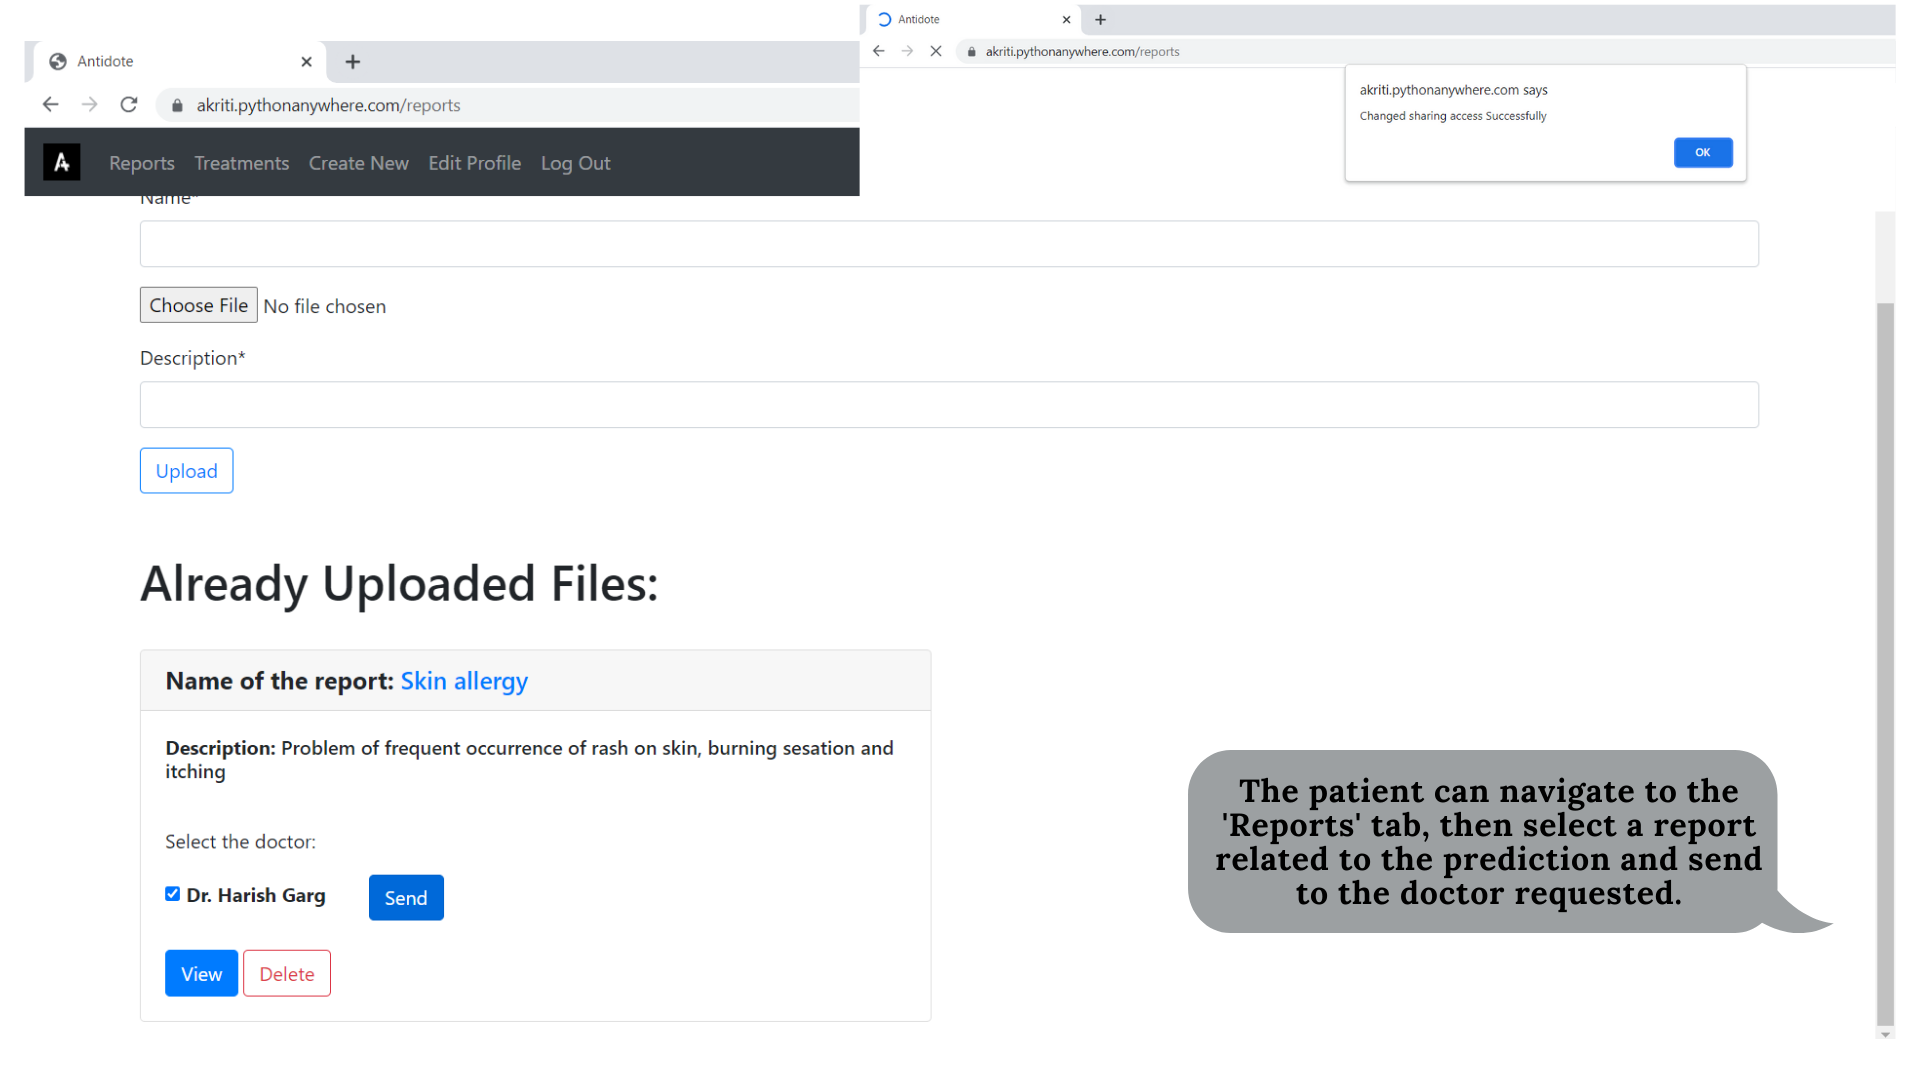 Antidote
akriti.pythonanywhere.com/reports
Antidote
akriti.pythonanywhere.com/reports
akriti.pythonanywhere.com says
Changed sharing access Successfully
OK
A Reports Treatments Create New Edit Profile Log Out
Name*
Choose File No file chosen
Description*
Upload
Already Uploaded Files:
Name of the report: Skin allergy
Description: Problem of frequent occurrence of rash on skin, burning sesation and
itching
Select the doctor:
Dr. Harish Garg Send
View Delete
The patient can navigate to the
'Reports' tab, then select a report
related to the prediction and send
to the doctor requested.